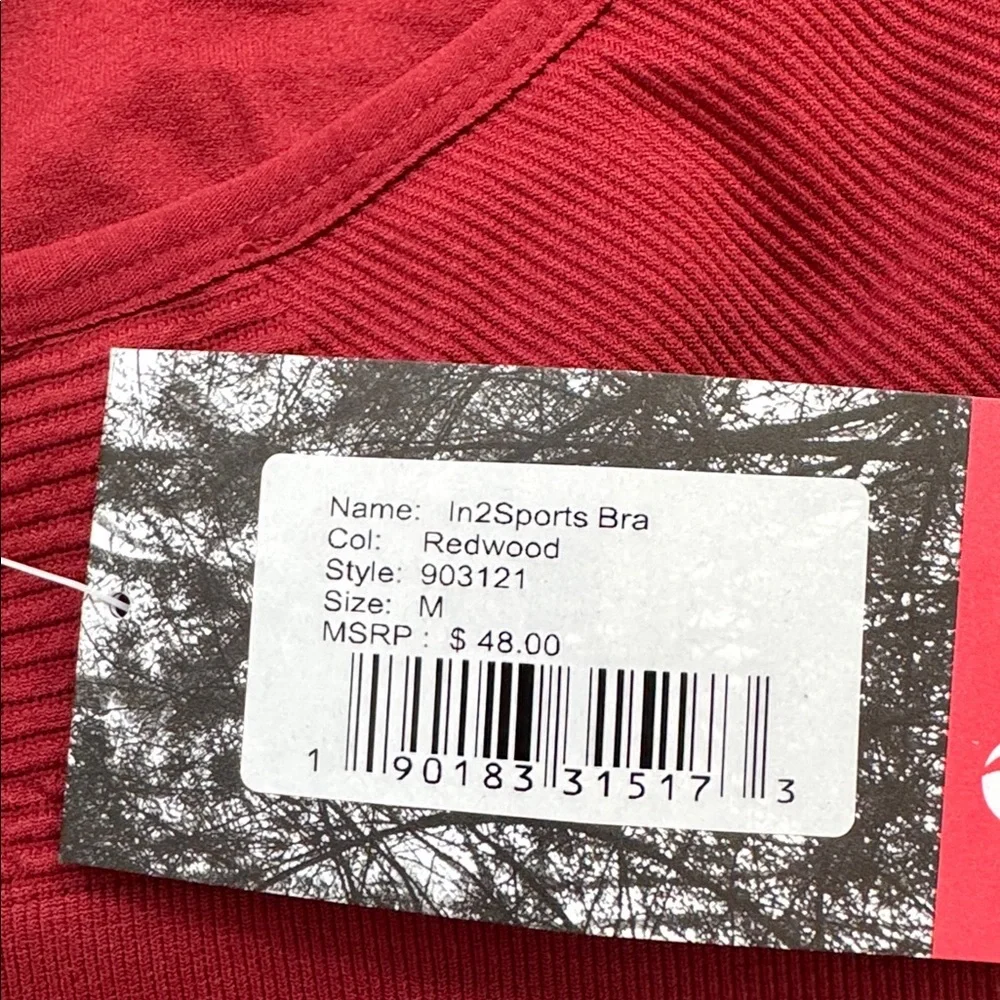 Name: In2Sports Bra
Col: Redwood
Style: 903121
Size: M
MSRP : $ 48.00
1 90183 31517 3